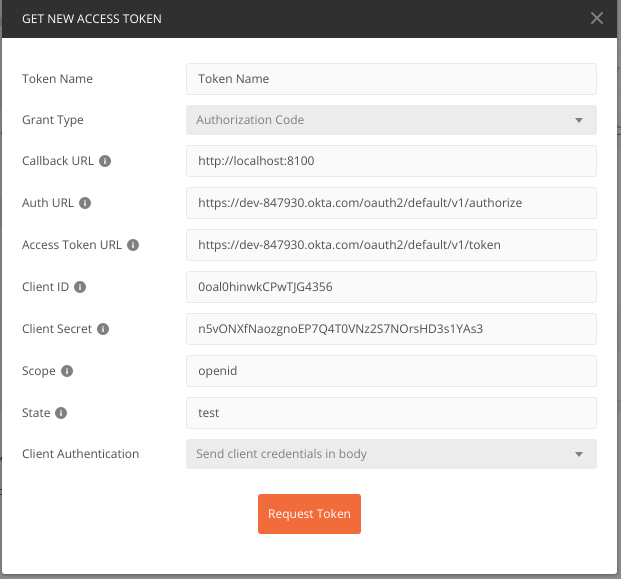 GET NEW ACCESS TOKEN
Token Name Token Name
Grant Type Authorization Code
Callback URL http://localhost:8100
Auth URL https://dev-847930.okta.com/oauth2/default/v1/authorize
Access Token URL https://dev-847930.okta.com/oauth2/default/v1/token
Client ID 0oal0hinwkCPwTJG4356
Client Secret n5vONXfNaozgnoEP7Q4T0VNz2S7NOrsHD3s1YAs3
Scope openid
State test
Client Authentication Send client credentials in body
Request Token